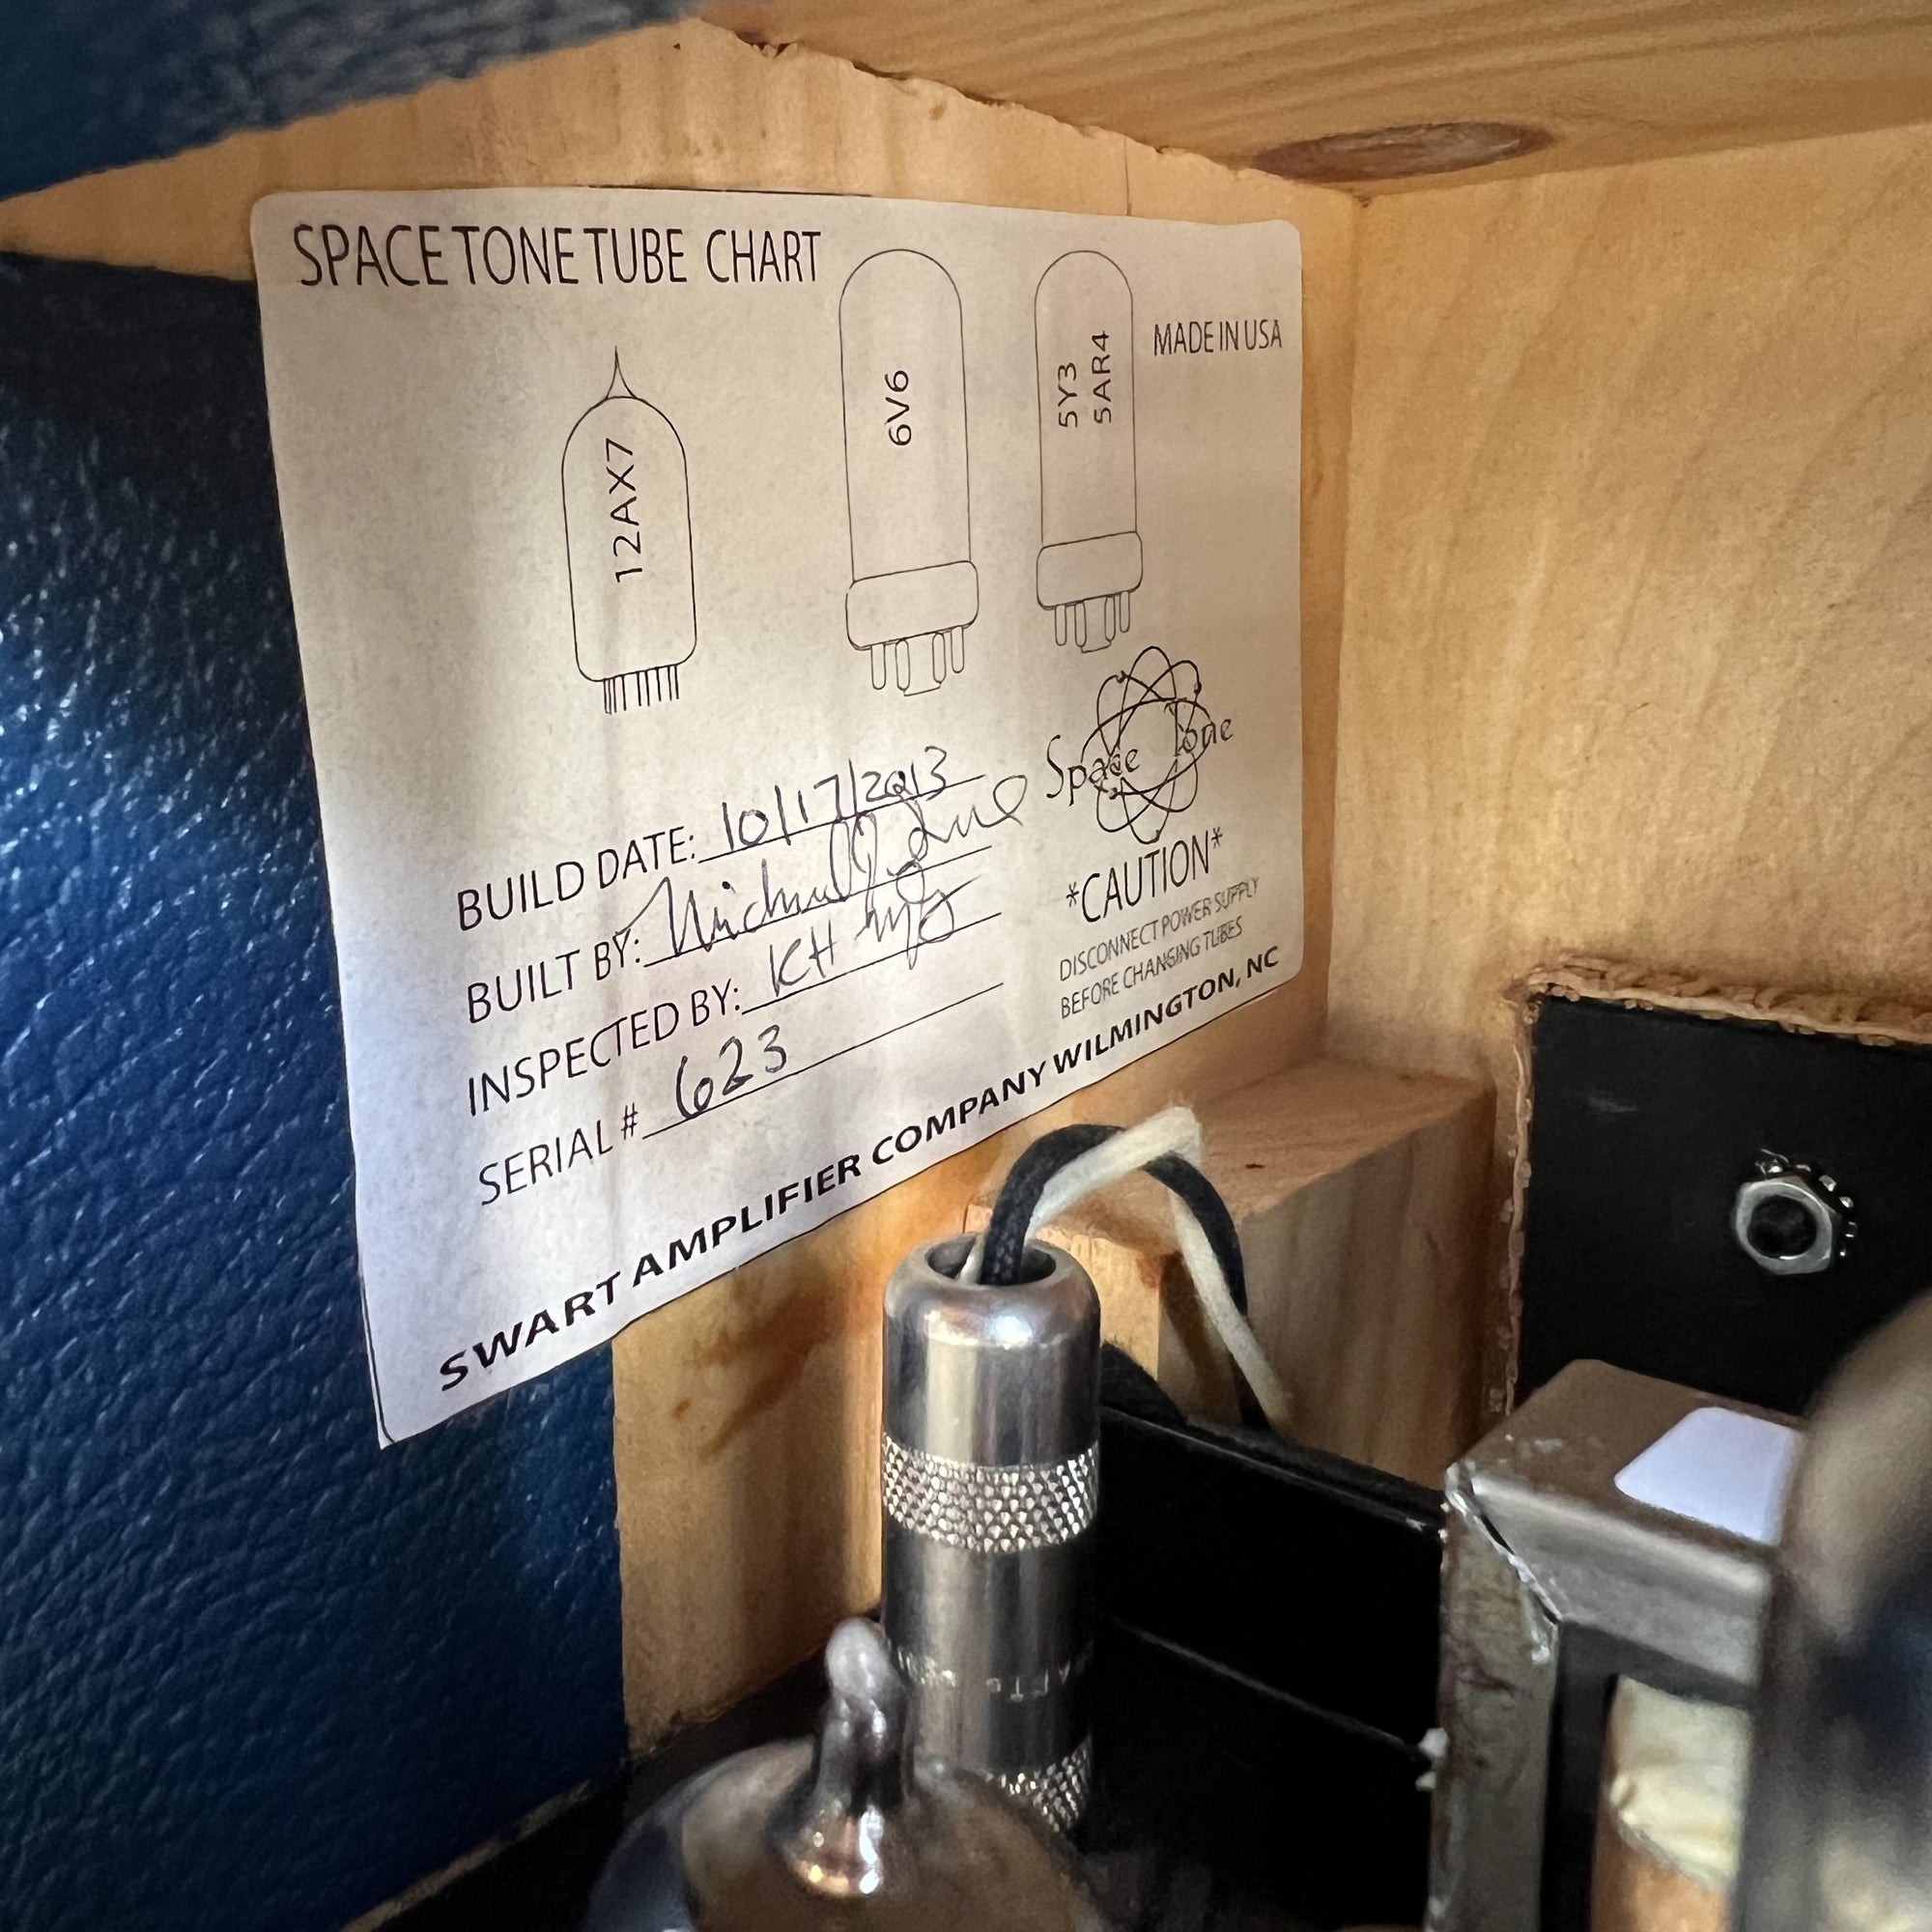 SPACE TONE TUBE CHART
12AX7
6V6
5Y3
5AR4
MADE IN USA
Space Tone
BUILD DATE: 10/17/2013
BUILT BY: Michael J.
INSPECTED BY: KH
SERIAL # 623
*CAUTION*
DISCONNECT POWER SUPPLY
BEFORE CHANGING TUBES
SWART AMPLIFIER COMPANY WILMINGTON, NC